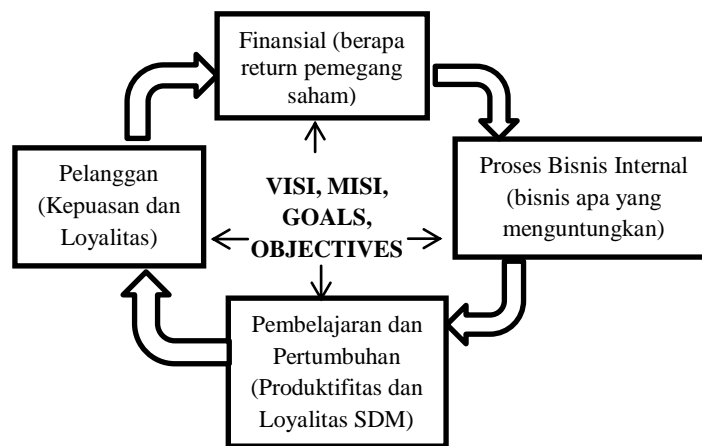 Finansial (berapa
return pemegang
saham)
Proses Bisnis Internal
(bisnis apa yang
menguntungkan)
Pelanggan
(Kepuasan dan
Loyalitas)
VISI, MISI,
GOALS,
OBJECTIVES
Pembelajaran dan
Pertumbuhan
(Produktifitas dan
Loyalitas SDM)